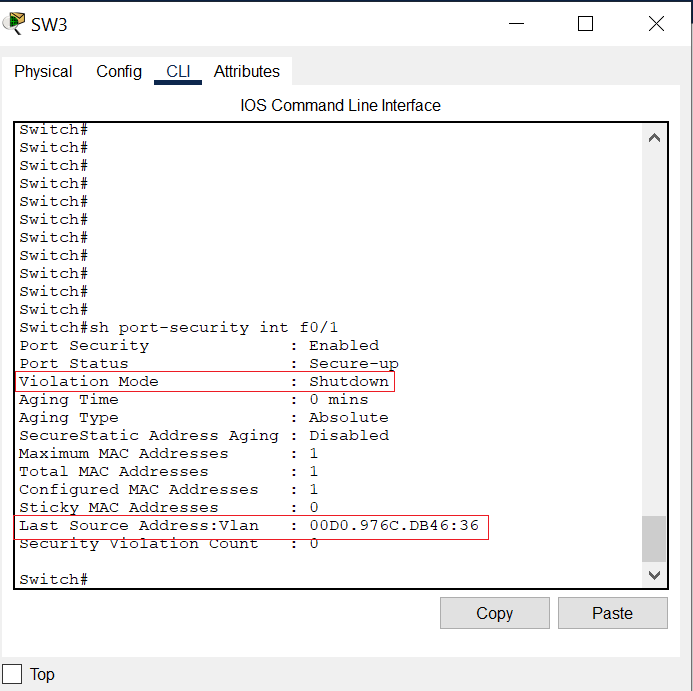 SW3
Physical Config CLI Attributes
IOS Command Line Interface
Switch#
Switch#
Switch#
Switch#
Switch#
Switch#
Switch#
Switch#
Switch#
Switch#
Switch#
Switch#sh port-security int f0/1
Port Security : Enabled
Port Status : Secure-up
Violation Mode : Shutdown
Aging Time : 0 mins
Aging Type : Absolute
SecureStatic Address Aging : Disabled
Maximum MAC Addresses : 1
Total MAC Addresses : 1
Configured MAC Addresses : 1
Sticky MAC Addresses : 0
Last Source Address:Vlan : 00D0.976C.DB46:36
Security Violation Count : 0
Switch#
Copy Paste
Top